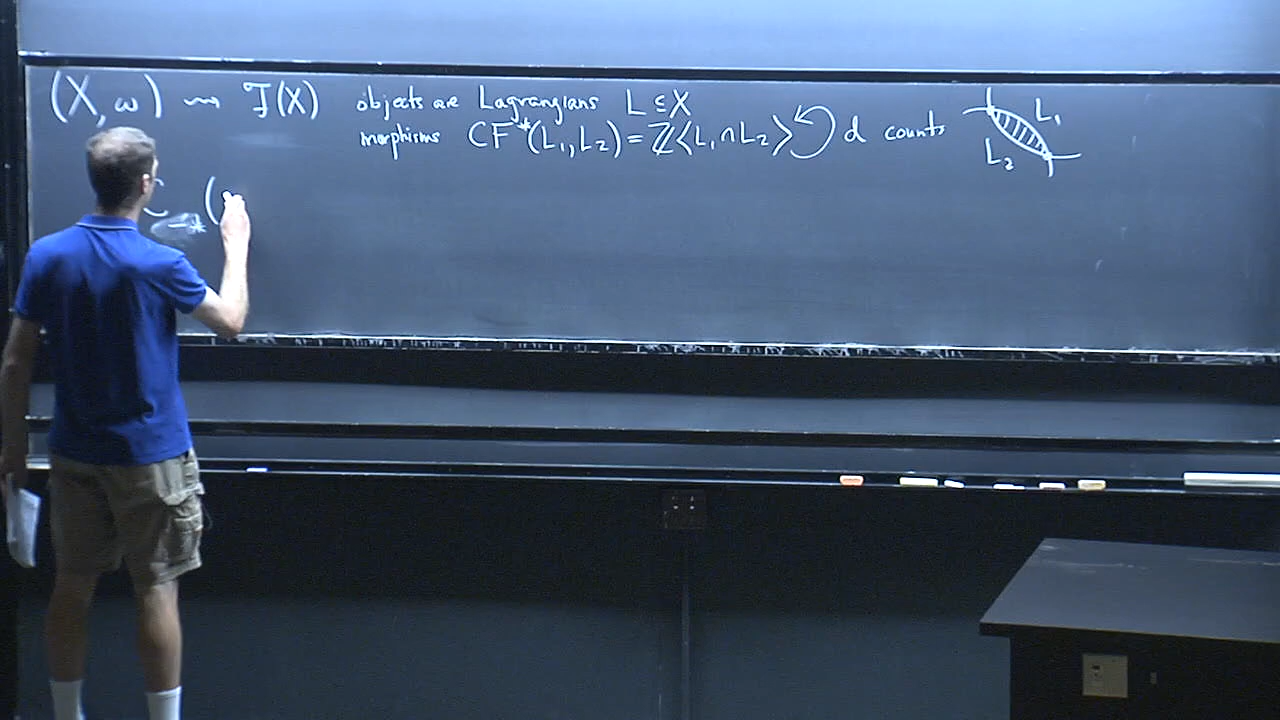 (X, ω) ⇝ ℱ(X) objects are Lagrangians L ⊆ X
morphisms CF*(L₁, L₂) = ℤ⟨L₁ ∩ L₂⟩ d counts
L₁
L₂
(